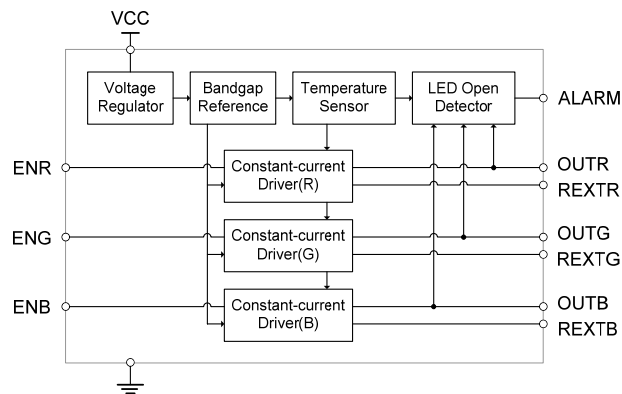 VCC
Voltage
Regulator
Bandgap
Reference
Temperature
Sensor
LED Open
Detector
ALARM
ENR
Constant-current
Driver(R)
OUTR
REXTR
ENG
Constant-current
Driver(G)
OUTG
REXTG
ENB
Constant-current
Driver(B)
OUTB
REXTB